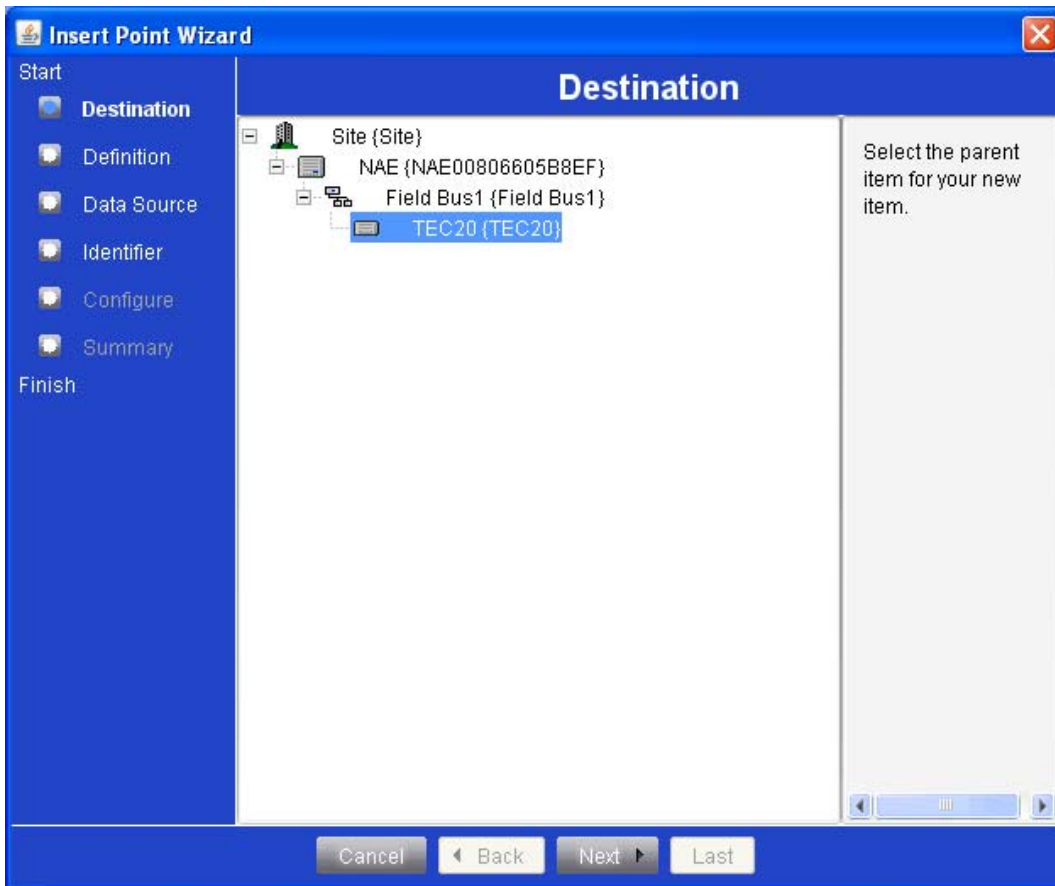 Insert Point Wizard
Start
Destination
Definition
Data Source
Identifier
Configure
Summary
Finish
Destination
Site {Site}
NAE {NAE00806605B8EF}
Field Bus1 {Field Bus1}
TEC20 {TEC20}
Select the parent
item for your new
item.
Cancel
Back
Next
Last